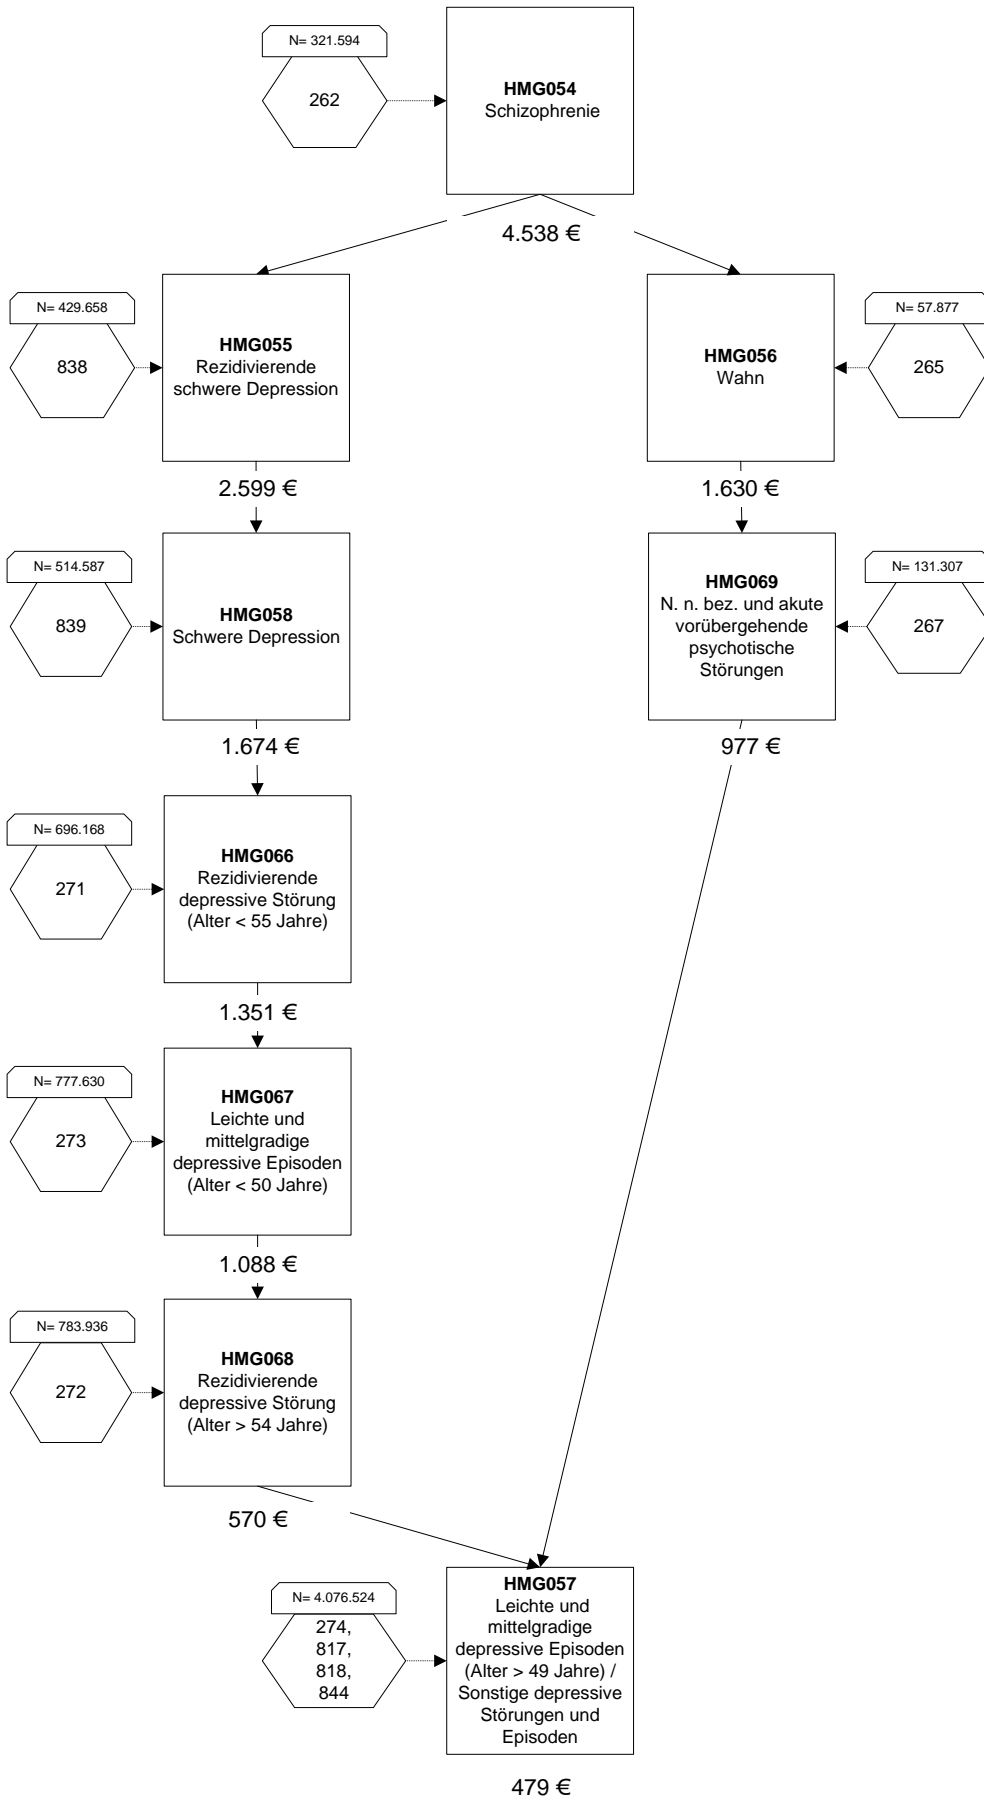 N= 321.594
262
HMG054
Schizophrenie
4.538 €
N= 429.658
838
HMG055
Rezidivierende
schwere Depression
2.599 €
HMG056
Wahn
1.630 €
N= 57.877
265
N= 514.587
839
HMG058
Schwere Depression
1.674 €
HMG069
N. n. bez. und akute
vorübergehende
psychotische
Störungen
977 €
N= 131.307
267
N= 696.168
271
HMG066
Rezidivierende
depressive Störung
(Alter < 55 Jahre)
1.351 €
N= 777.630
273
HMG067
Leichte und
mittelgradige
depressive Episoden
(Alter < 50 Jahre)
1.088 €
N= 783.936
272
HMG068
Rezidivierende
depressive Störung
(Alter > 54 Jahre)
570 €
N= 4.076.524
274,
817,
818,
844
HMG057
Leichte und
mittelgradige
depressive Episoden
(Alter > 49 Jahre) /
Sonstige depressive
Störungen und
Episoden
479 €